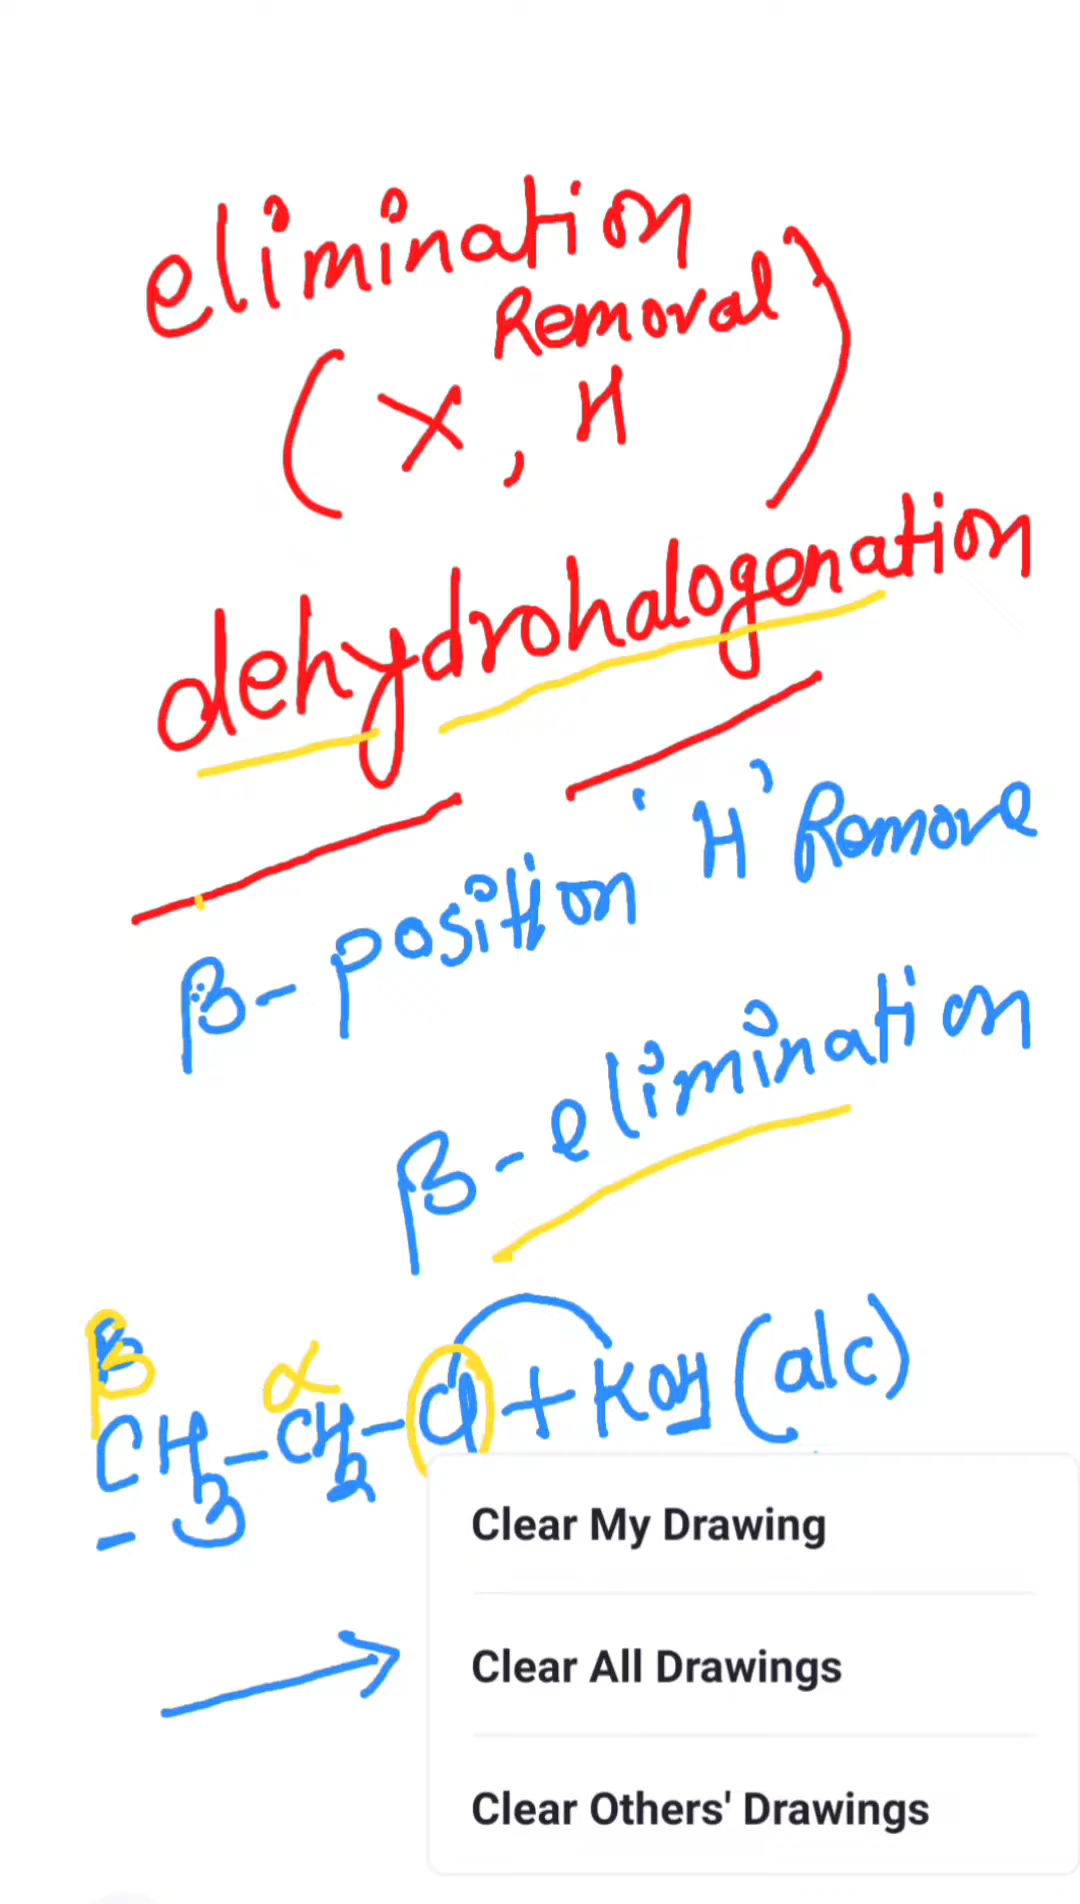 elimination
Removal
(X, H)
dehydrohalogenation
β-position 'H' Remove
β-elimination
β α
CH3-CH2-Cl + KOH (alc)
→
Clear My Drawing
Clear All Drawings
Clear Others' Drawings